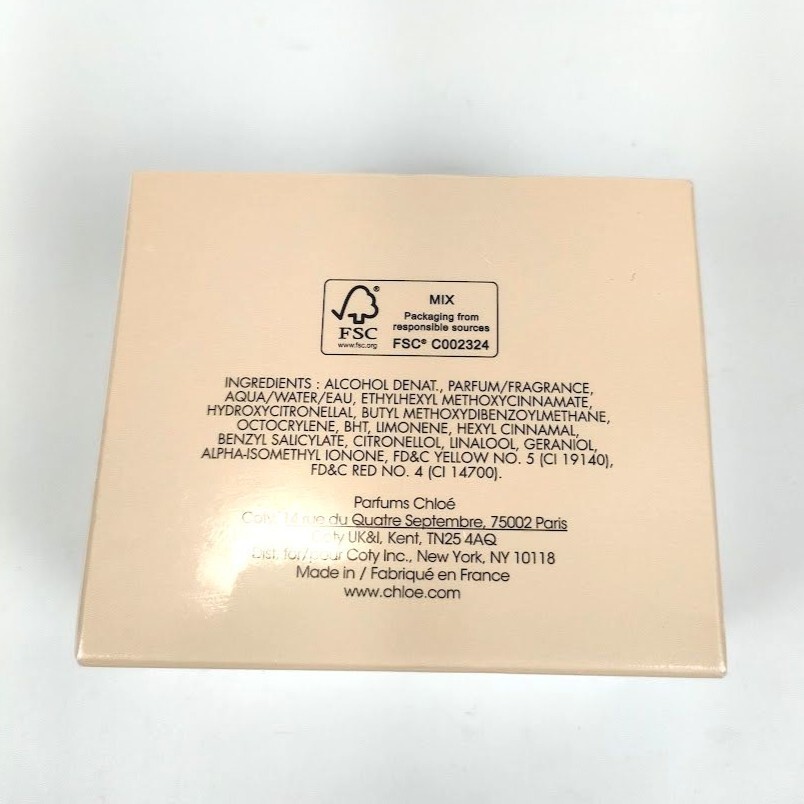 FSC®
www.fsc.org
MIX
Packaging from
responsible sources
FSC® C002324
INGREDIENTS : ALCOHOL DENAT., PARFUM/FRAGRANCE,
AQUA/WATER/EAU, ETHYLHEXYL METHOXYCINNAMATE,
HYDROXYCITRONELLAL, BUTYL METHOXYDIBENZOYLMETHANE,
OCTOCRYLENE, BHT, LIMONENE, HEXYL CINNAMAL,
BENZYL SALICYLATE, CITRONELLOL, LINALOOL, GERANIOL,
ALPHA-ISOMETHYL IONONE, FD&C YELLOW NO. 5 (CI 19140),
FD&C RED NO. 4 (CI 14700).
Parfums Chloé
Coty, rue du Quatre Septembre, 75002 Paris
Coty UK&I, Kent, TN25 4AQ
Dist. for/pour Coty Inc., New York, NY 10118
Made in / Fabriqué en France
www.chloe.com